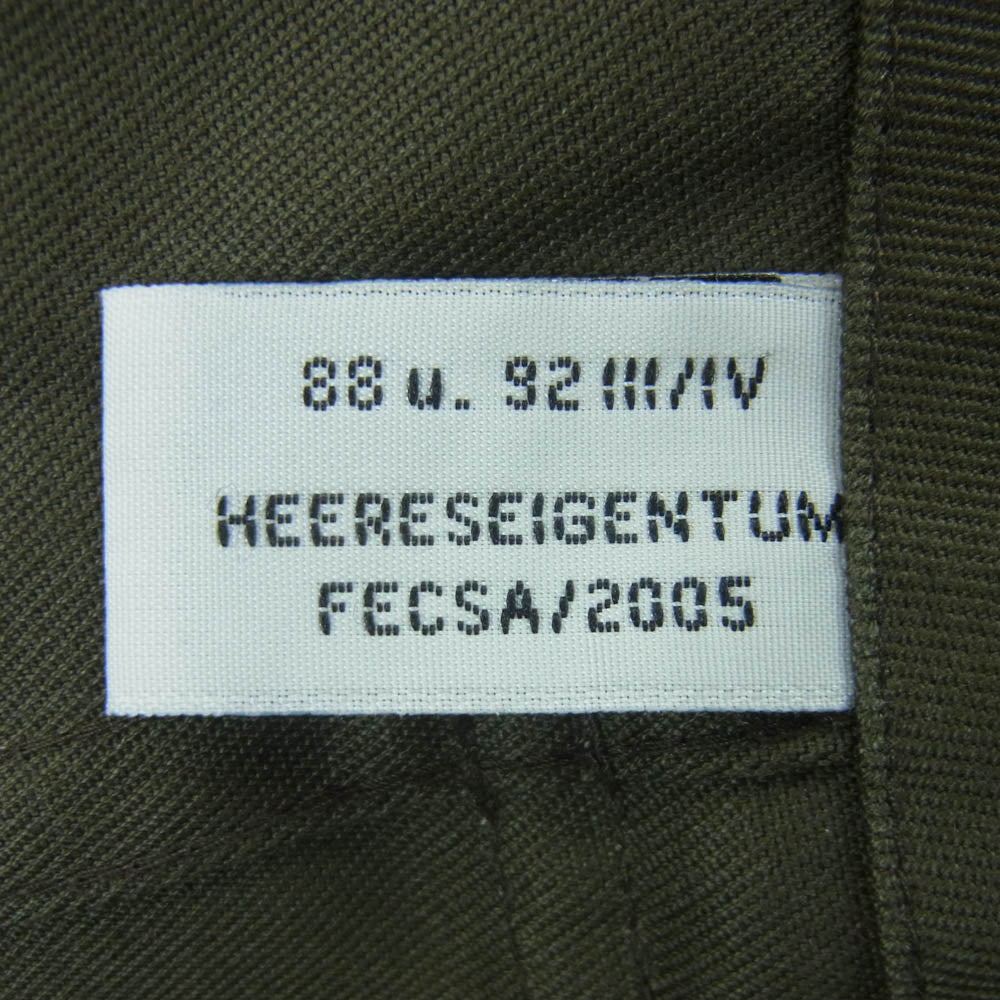 88 u. 92 III/IV
HEERESEIGENTUM
FECSA/2005